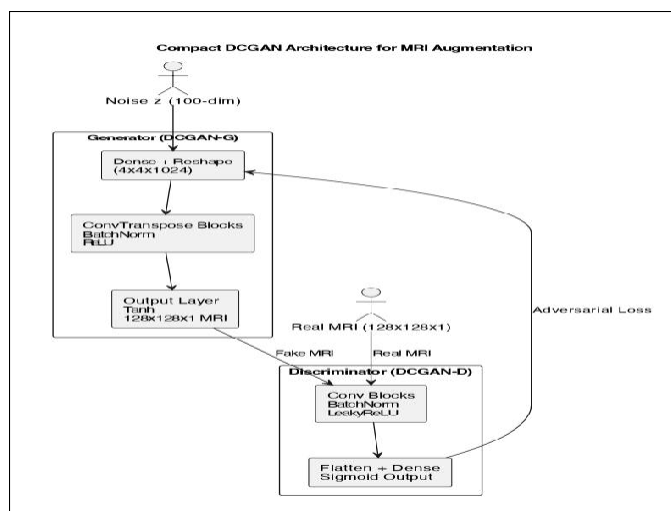 Compact DCGAN Architecture for MRI Augmentation
Noise z (100-dim)
Generator (DCGAN-G)
Dense + Reshape
(4x4x1024)
ConvTranspose Blocks
BatchNorm
ReLU
Output Layer
Tanh
128x128x1 MRI
Real MRI (128x128x1)
Adversarial Loss
Fake MRI
Real MRI
Discriminator (DCGAN-D)
Conv Blocks
BatchNorm
LeakyReLU
Flatten + Dense
Sigmoid Output